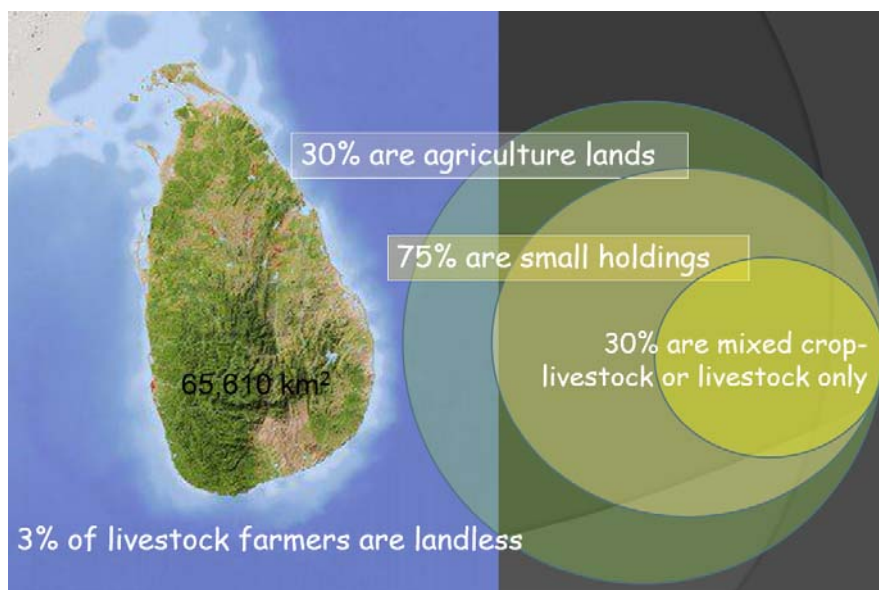 30% are agriculture lands
75% are small holdings
30% are mixed crop-
livestock or livestock only
65 610 km²
3% of livestock farmers are landless